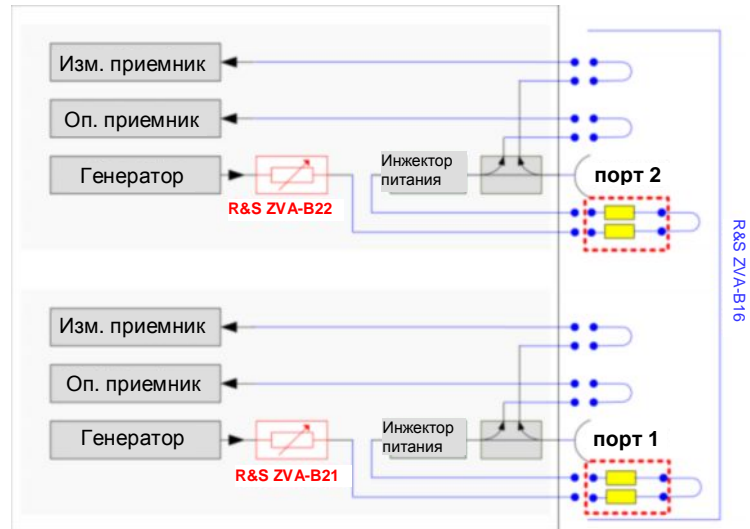 Изм. приемник
Оп. приемник
Генератор
R&S ZVA-B22
Инжектор
питания
порт 2
R&S ZVA-B16
Изм. приемник
Оп. приемник
Генератор
R&S ZVA-B21
Инжектор
питания
порт 1